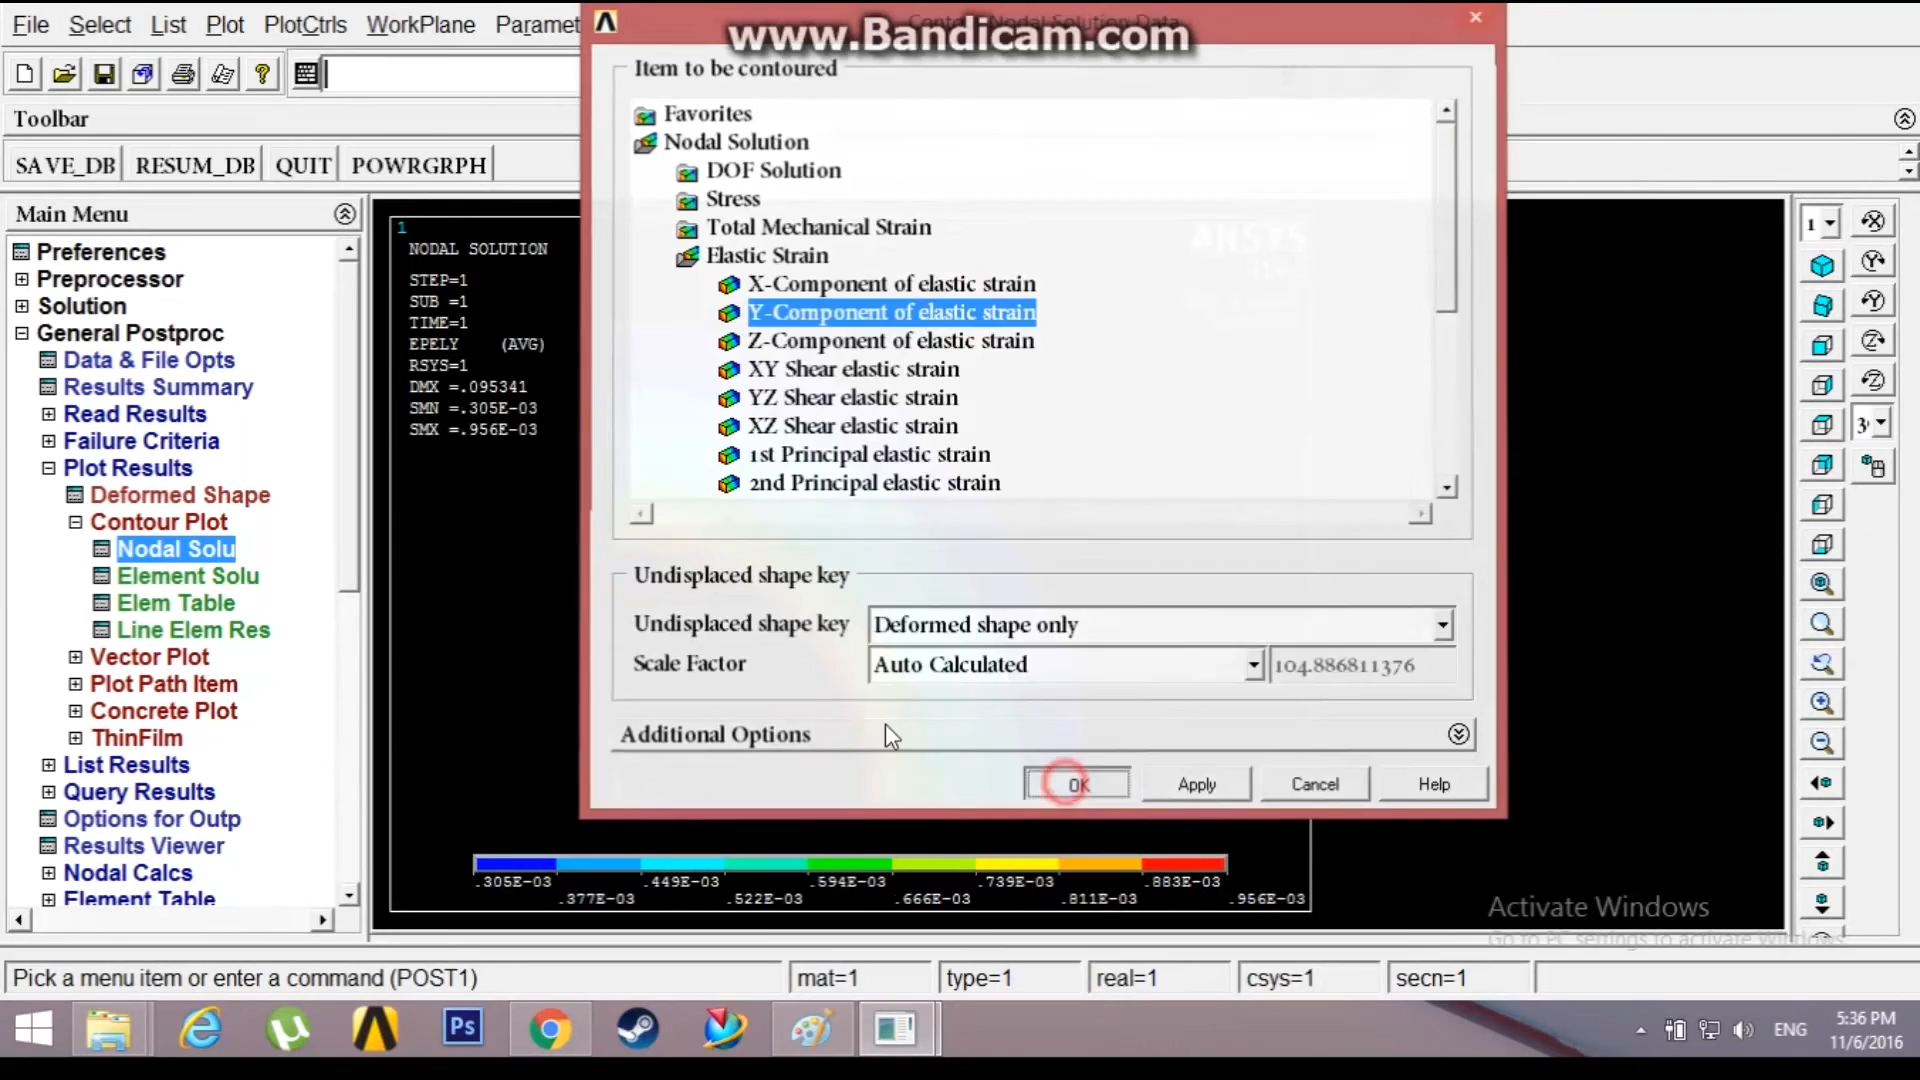 File Select List Plot PlotCtrls WorkPlane Paramet
www.Bandicam.com
Toolbar
SAVE_DB RESUM_DB QUIT POWRGRPH
Main Menu
Preferences
Preprocessor
Solution
General Postproc
Data & File Opts
Results Summary
Read Results
Failure Criteria
Plot Results
Deformed Shape
Contour Plot
Nodal Solu
Element Solu
Elem Table
Line Elem Res
Vector Plot
Plot Path Item
Concrete Plot
ThinFilm
List Results
Query Results
Options for Outp
Results Viewer
Nodal Calcs
Element Table
1
NODAL SOLUTION
STEP=1
SUB =1
TIME=1
EPELY (AVG)
RSYS=1
DMX =.095341
SMN =.305E-03
SMX =.956E-03
Item to be contoured
Favorites
Nodal Solution
DOF Solution
Stress
Total Mechanical Strain
Elastic Strain
X-Component of elastic strain
Y-Component of elastic strain
Z-Component of elastic strain
XY Shear elastic strain
YZ Shear elastic strain
XZ Shear elastic strain
1st Principal elastic strain
2nd Principal elastic strain
Undisplaced shape key
Undisplaced shape key Deformed shape only
Scale Factor Auto Calculated 104.886811376
Additional Options
OK Apply Cancel Help
ANSYS
.305E-03 .449E-03 .594E-03 .739E-03 .883E-03
.377E-03 .522E-03 .666E-03 .811E-03 .956E-03
1
Activate Windows
Go to PC settings to activate Windows.
Pick a menu item or enter a command (POST1) mat=1 type=1 real=1 csys=1 secn=1
Ps
ENG
5:36 PM
11/6/2016